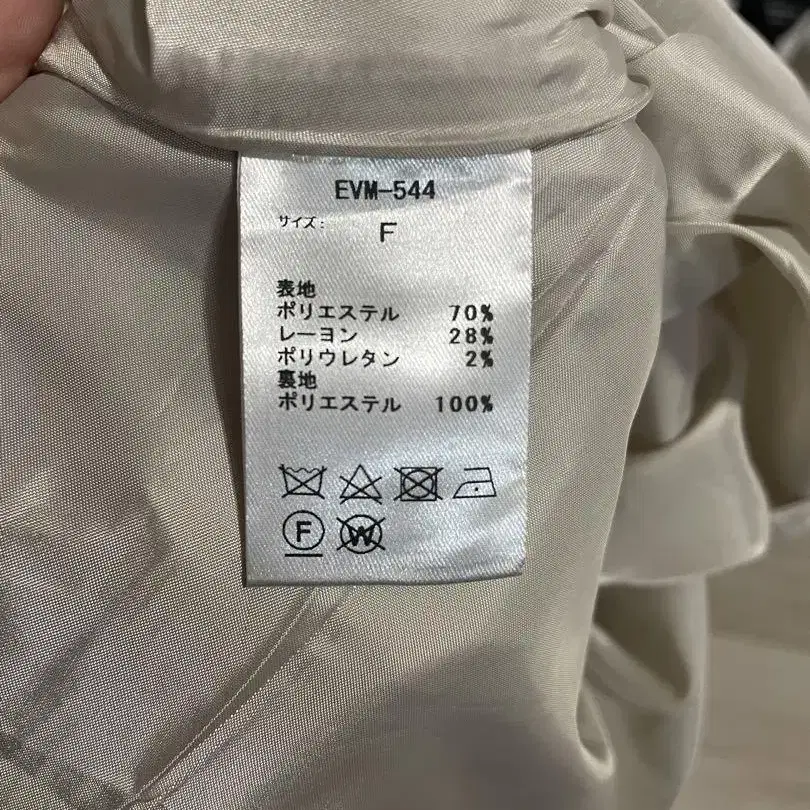 EVM-544
サイズ: F
表地
ポリエステル 70%
レーヨン 28%
ポリウレタン 2%
裏地
ポリエステル 100%
F W